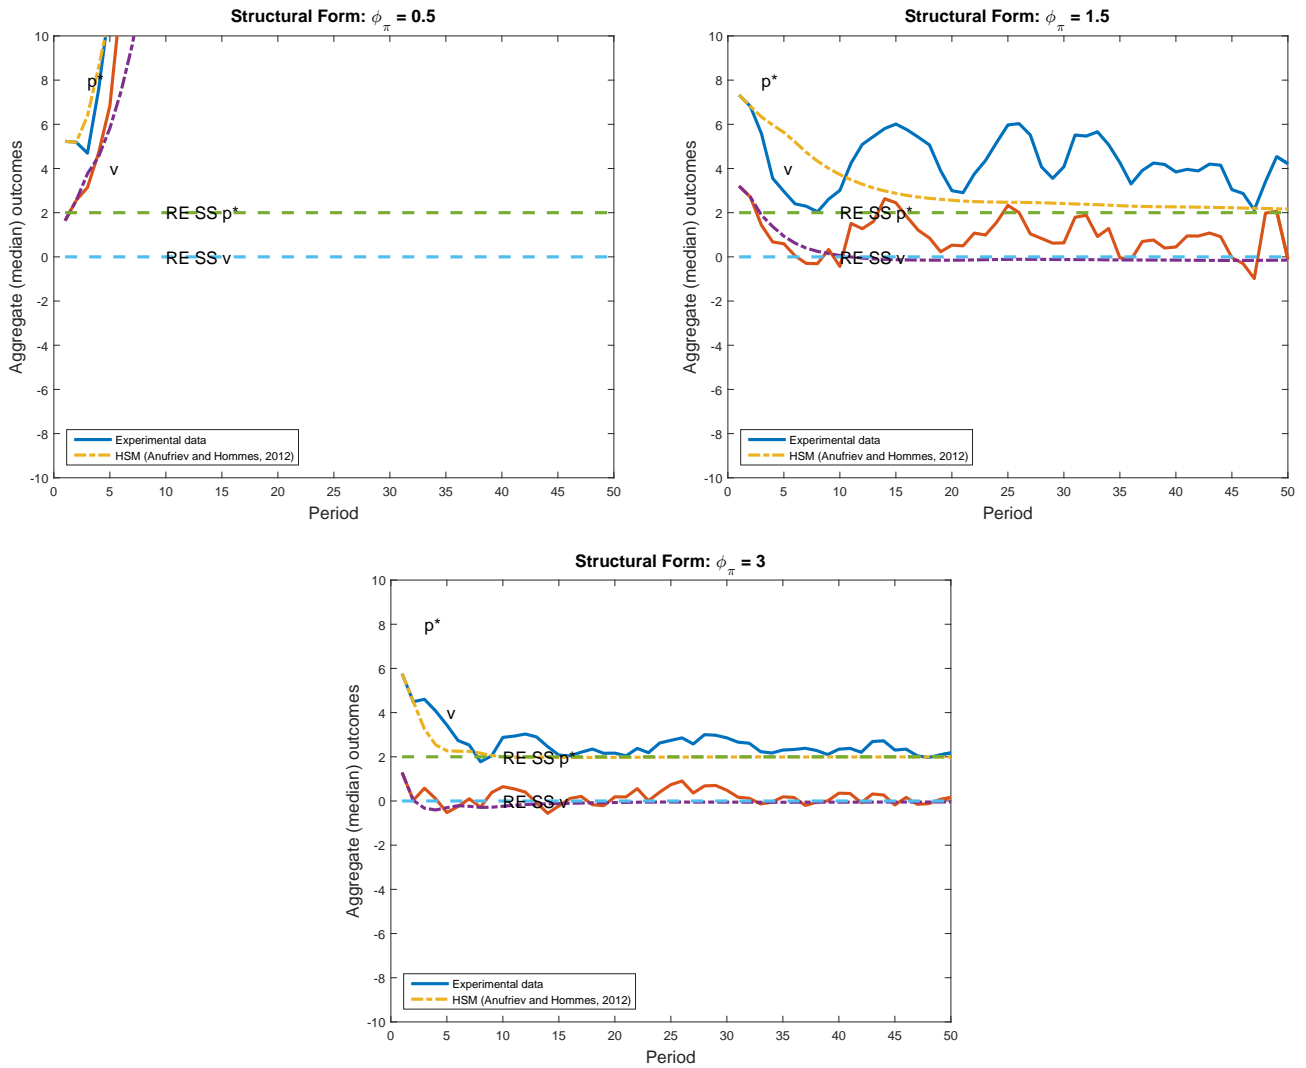 Structural Form: ϕ_π = 0.5
10
8
6
4
2
0
-2
-4
-6
-8
-10
Aggregate (median) outcomes
p*
v
RE SS p*
RE SS v
Experimental data
HSM (Anufriev and Hommes, 2012)
0 5 10 15 20 25 30 35 40 45 50
Period
Structural Form: ϕ_π = 1.5
10
8
6
4
2
0
-2
-4
-6
-8
-10
Aggregate (median) outcomes
p*
v
RE SS p*
RE SS v
Experimental data
HSM (Anufriev and Hommes, 2012)
0 5 10 15 20 25 30 35 40 45 50
Period
Structural Form: ϕ_π = 3
10
8
6
4
2
0
-2
-4
-6
-8
-10
Aggregate (median) outcomes
p*
v
RE SS p*
RE SS v
Experimental data
HSM (Anufriev and Hommes, 2012)
0 5 10 15 20 25 30 35 40 45 50
Period